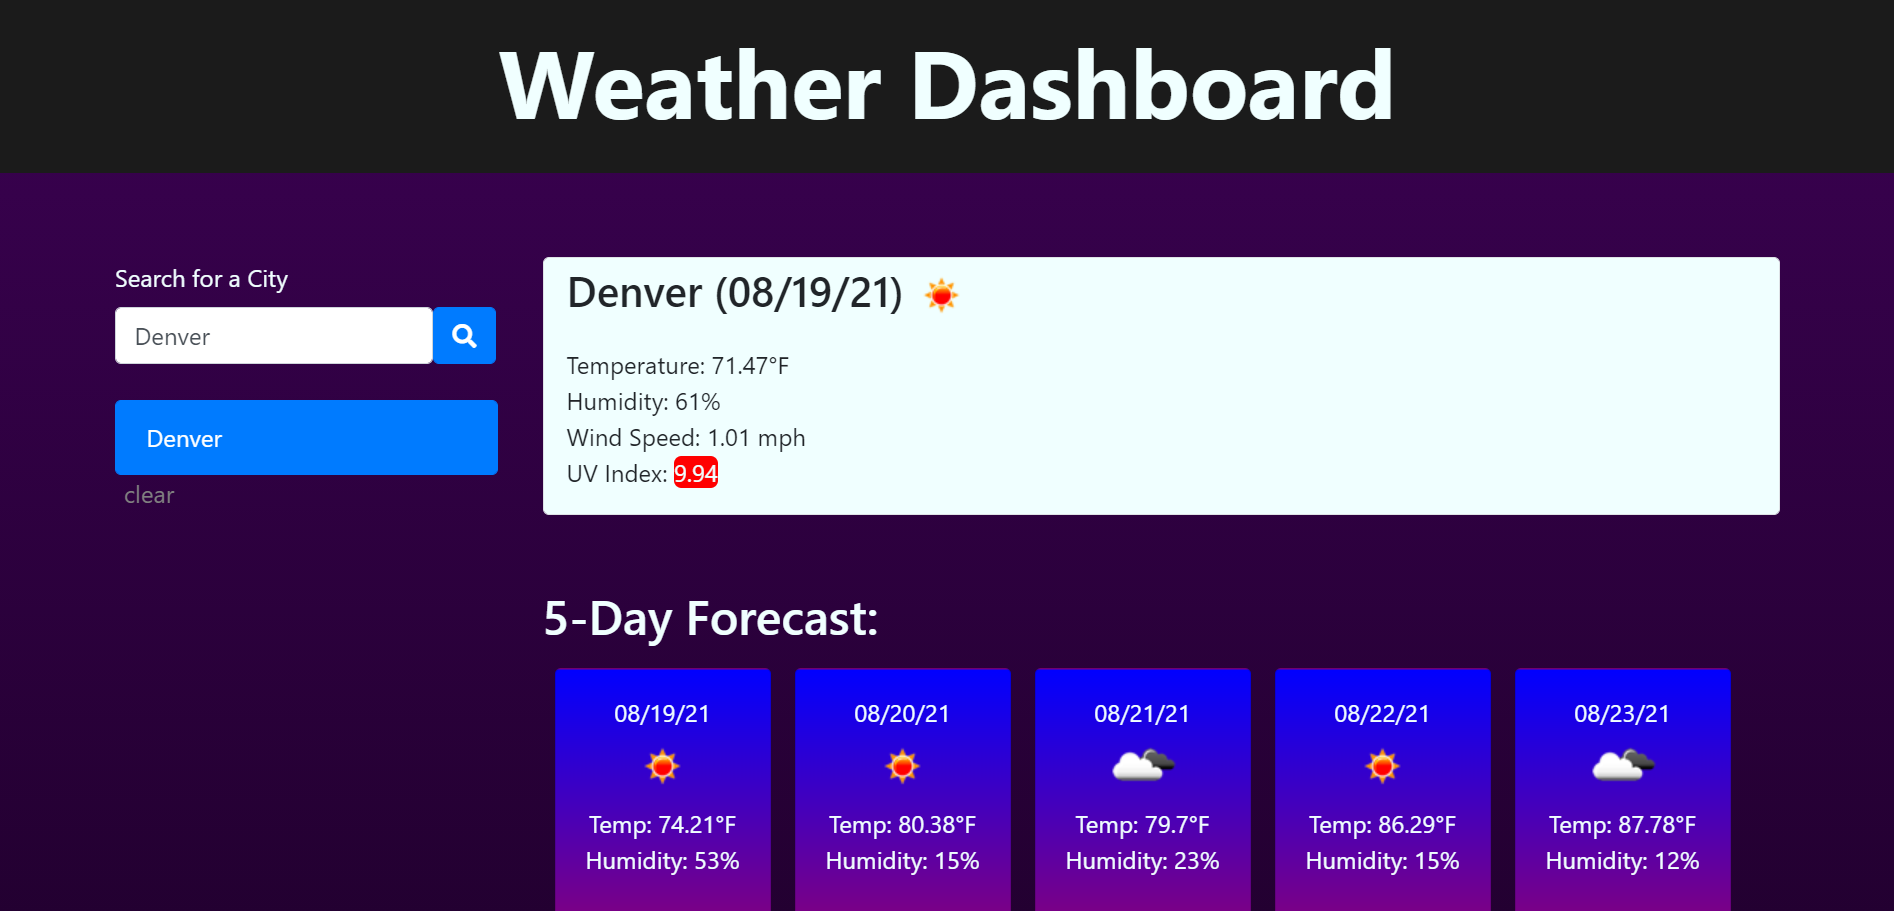 Weather Dashboard
Search for a City
Denver
Denver
clear
Denver (08/19/21)
Temperature: 71.47°F
Humidity: 61%
Wind Speed: 1.01 mph
UV Index: 9.94
5-Day Forecast:
08/19/21
Temp: 74.21°F
Humidity: 53%
08/20/21
Temp: 80.38°F
Humidity: 15%
08/21/21
Temp: 79.7°F
Humidity: 23%
08/22/21
Temp: 86.29°F
Humidity: 15%
08/23/21
Temp: 87.78°F
Humidity: 12%